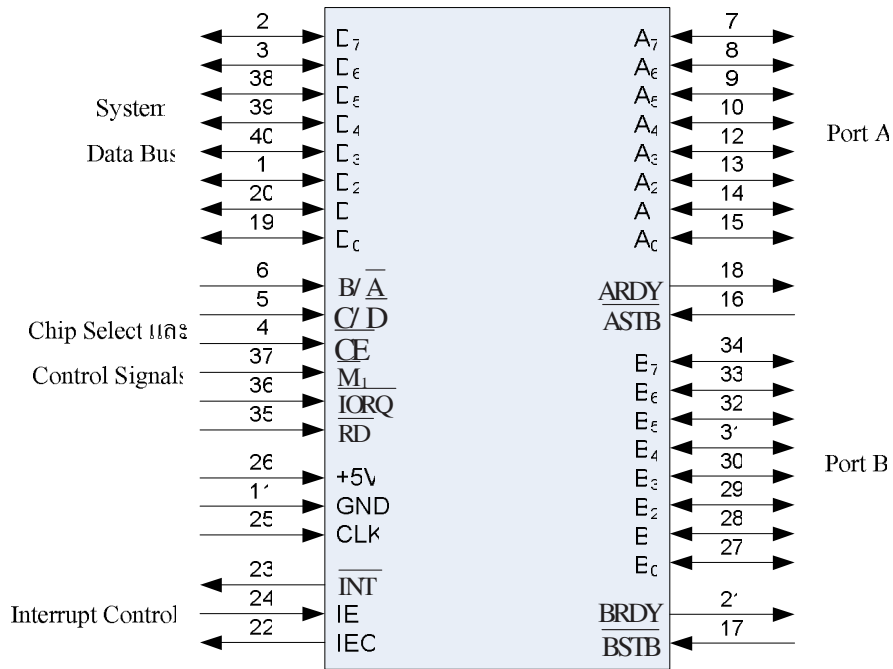 2 D7 A7 7
3 D6 A6 8
38 D5 A5 9
39 D4 A4 10
40 D3 A3 12
1 D2 A2 13
20 D A 14
19 D0 A0 15
System
Data Bus
Port A
6 B/A
5 C/D
4 CE
37 M1
36 IORQ
35 RD
Chip Select และ
Control Signals
ARDY 18
ASTB 16
E7 34
E6 33
E5 32
E4 31
E3 30
E2 29
E 28
E0 27
Port B
26 +5V
11 GND
25 CLK
23 INT
24 IE
22 IEC
Interrupt Control
BRDY 21
BSTB 17